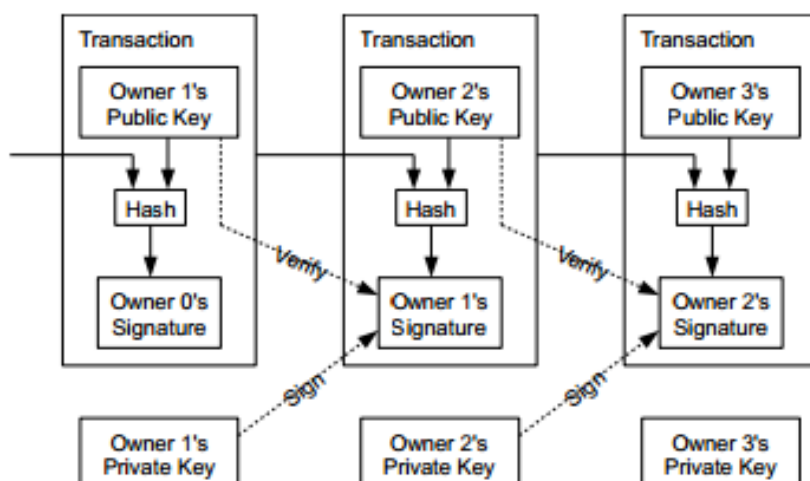 Transaction
Transaction
Transaction
Owner 1's
Public Key
Owner 2's
Public Key
Owner 3's
Public Key
Hash
Hash
Hash
Verify
Verify
Owner 0's
Signature
Owner 1's
Signature
Owner 2's
Signature
Sign
Sign
Owner 1's
Private Key
Owner 2's
Private Key
Owner 3's
Private Key